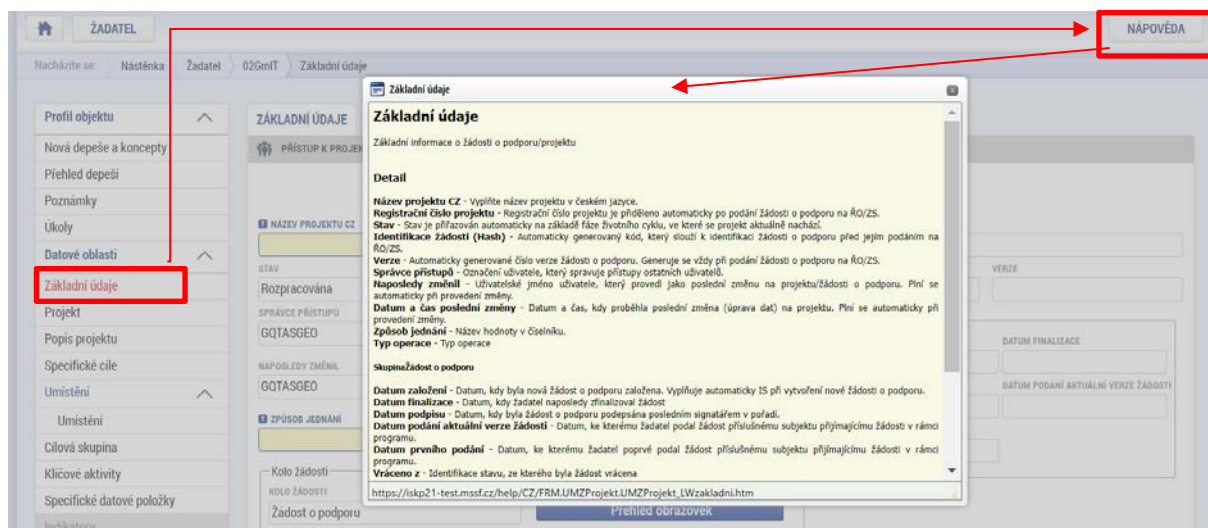 ŽADATEL
NÁPOVĚDA
Nacházíte se: Nástěnka Žadatel 02GmIT Základní údaje
Profil objektu
Nová depeše a koncepty
Přehled depeší
Poznámky
Úkoly
Datové oblasti
Základní údaje
Projekt
Popis projektu
Specifické cíle
Umístění
Umístění
Cílová skupina
Klíčové aktivity
Specifické datové položky
Indikátory
ZÁKLADNÍ ÚDAJE
PŘÍSTUP K PROJEK
NÁZEV PROJEKTU CZ
STAV
Rozpracována
SPRÁVCE PŘÍSTUPŮ
GQTASGEO
NAPOSLEDY ZMĚNIL
GQTASGEO
ZPŮSOB JEDNÁNÍ
Kolo žádosti
KOLO ŽÁDOSTI
Žádost o podporu
Základní údaje
Základní údaje
Základní informace o žádosti o podporu/projektu
Detail
Název projektu CZ - Vyplňte název projektu v českém jazyce.
Registrační číslo projektu - Registrační číslo projektu je přiděleno automaticky po podání žádosti o podporu na ŘO/ZS.
Stav - Stav je přiřazován automaticky na základě fáze životního cyklu, ve které se projekt aktuálně nachází.
Identifikace žádosti (Hash) - Automaticky generovaný kód, který slouží k identifikaci žádosti o podporu před jejím podáním na
ŘO/ZS.
Verze - Automaticky generované číslo verze žádosti o podporu. Generuje se vždy při podání žádosti o podporu na ŘO/ZS.
Správce přístupů - Označení uživatele, který spravuje přístupy ostatních uživatelů.
Naposledy změnil - Uživatelské jméno uživatele, který provedl jako poslední změnu na projektu/žádosti o podporu. Plní se
automaticky při provedení změny.
Datum a čas poslední změny - Datum a čas, kdy proběhla poslední změna (úprava dat) na projektu. Plní se automaticky při
provedení změny.
Způsob jednání - Název hodnoty v číselníku.
Typ operace - Typ operace
SkupinaŽádost o podporu
Datum založení - Datum, kdy byla nová žádost o podporu založena. Vyplňuje automaticky IS při vytvoření nové žádosti o podporu.
Datum finalizace - Datum, kdy žadatel naposledy zfinalizoval žádost
Datum podpisu - Datum, kdy byla žádost o podporu podepsána posledním signatářem v pořadí.
Datum podání aktuální verze žádosti - Datum, ke kterému žadatel podal žádost příslušnému subjektu přijímajícímu žádosti v rámci
programu.
Datum prvního podání - Datum, ke kterému žadatel poprvé podal žádost příslušnému subjektu přijímajícímu žádosti v rámci
programu.
Vráceno z - Identifikace stavu, ze kterého byla žádost vrácena
https://iskp21-test.mssf.cz/help/CZ/FRM.UMZProjekt.UMZProjekt_LWzakladni.htm
Přehled obrazovek
VERZE
DATUM FINALIZACE
DATUM PODÁNÍ AKTUÁLNÍ VERZE ŽÁDOSTI